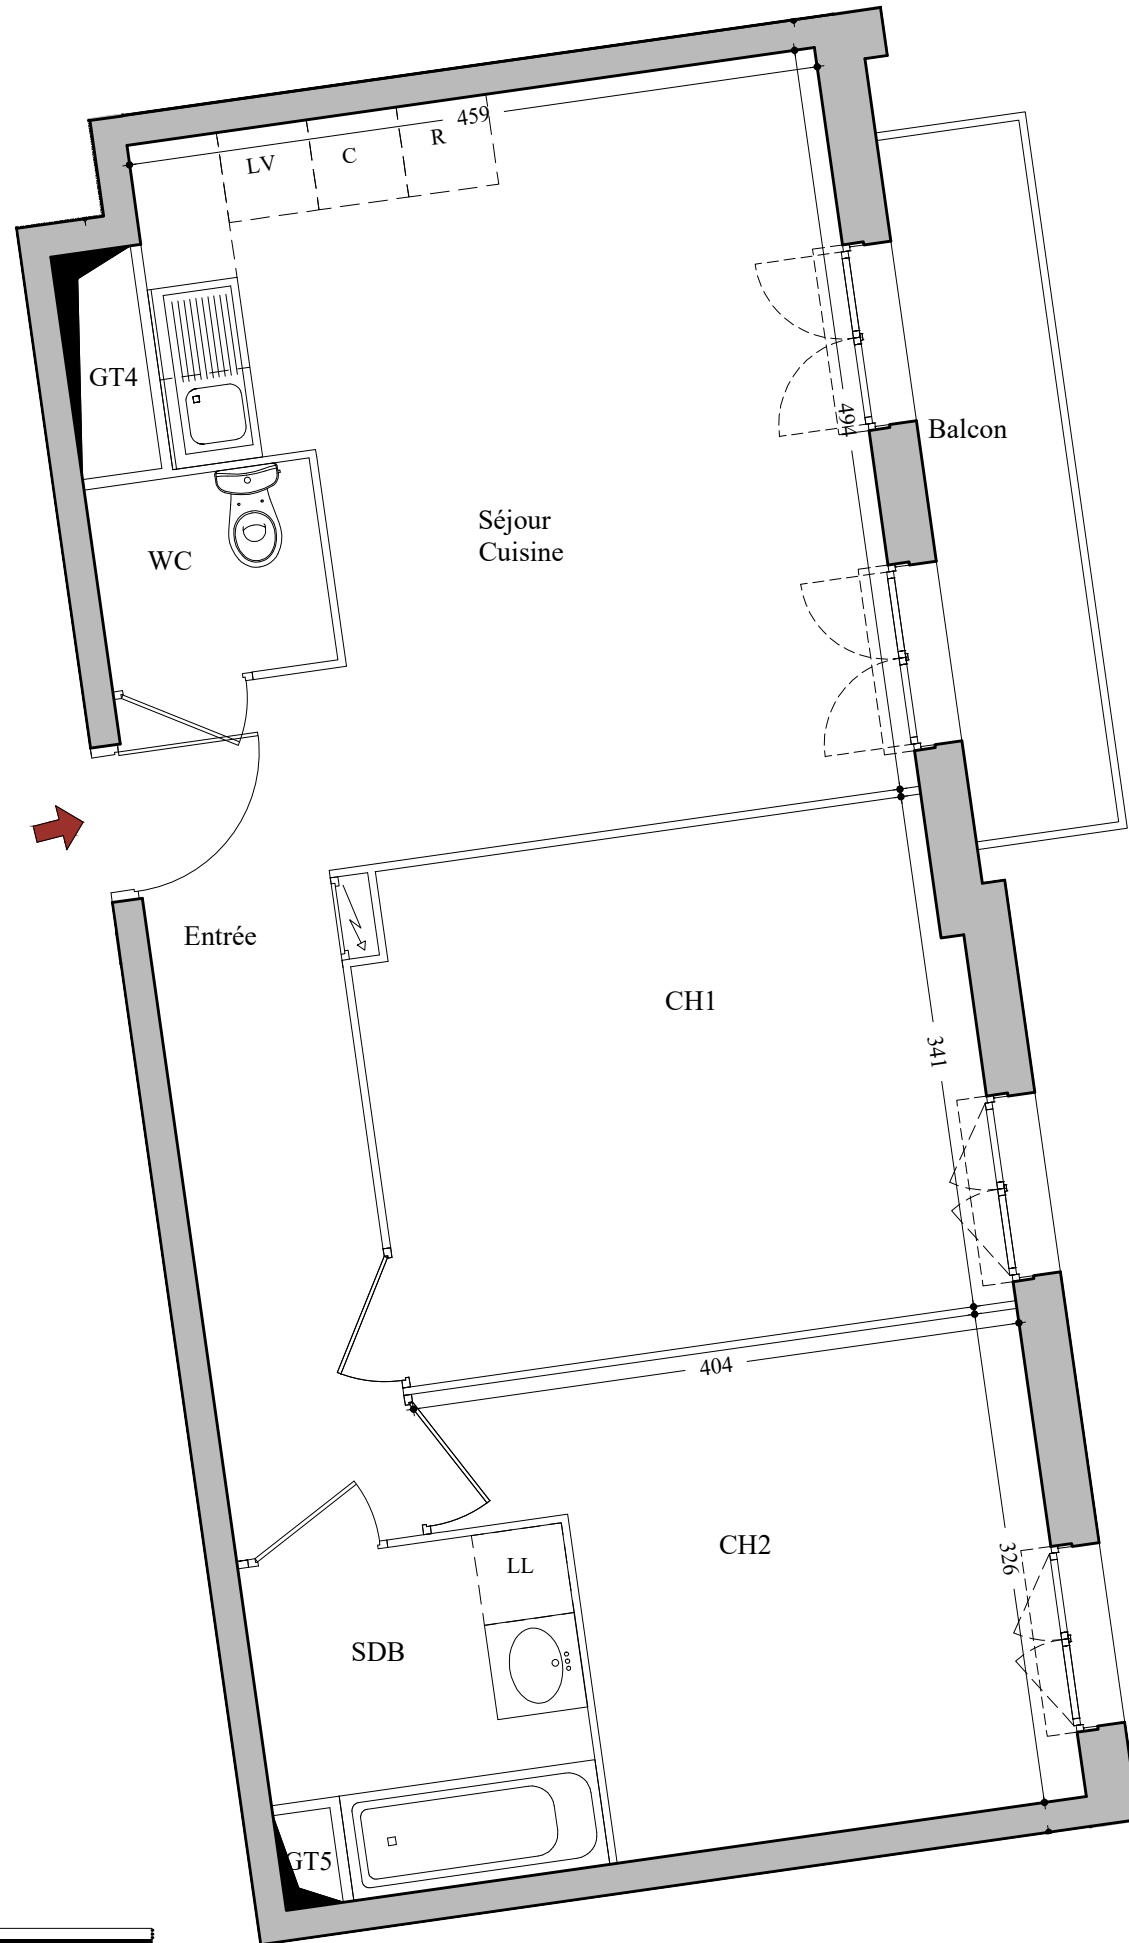 459
LV
C
R
GT4
494
Balcon
Séjour
Cuisine
WC
Entrée
CH1
341
404
CH2
326
LL
SDB
GT5